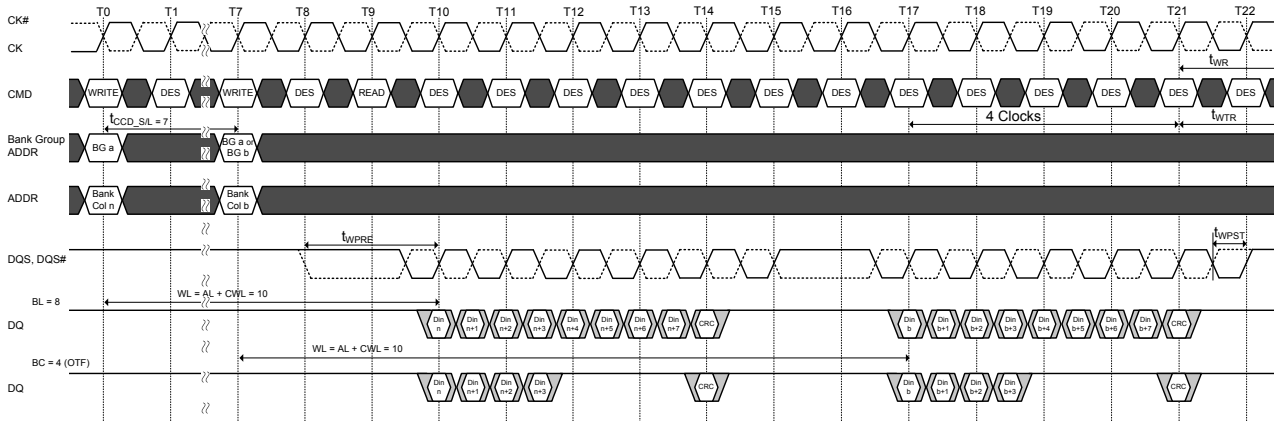 CK# T0 T1 T7 T8 T9 T10 T11 T12 T13 T14 T15 T16 T17 T18 T19 T20 T21 T22
CK
tWR
CMD WRITE DES WRITE DES READ DES DES DES DES DES DES DES DES DES DES DES DES DES
tCCD_S/L = 7 4 Clocks tWTR
Bank Group
ADDR BG a BG a or
BG b
ADDR Bank
Col n Bank
Col b
tWPRE tWPST
DQS, DQS#
WL = AL + CWL = 10
BL = 8
DQ Din
n Din
n+1 Din
n+2 Din
n+3 Din
n+4 Din
n+5 Din
n+6 Din
n+7 CRC Din
b Din
b+1 Din
b+2 Din
b+3 Din
b+4 Din
b+5 Din
b+6 Din
b+7 CRC
WL = AL + CWL = 10
BC = 4 (OTF)
DQ Din
n Din
n+1 Din
n+2 Din
n+3 CRC Din
b Din
b+1 Din
b+2 Din
b+3 CRC